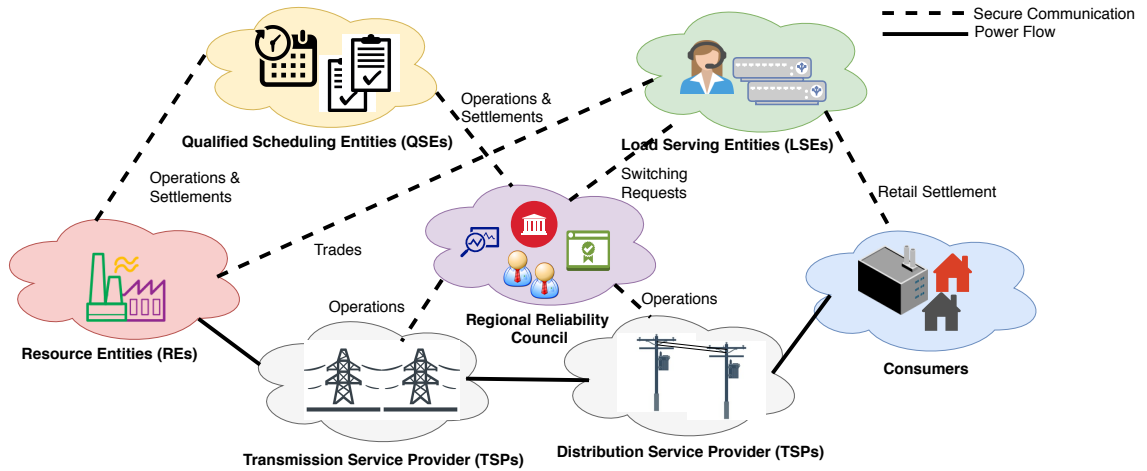 Secure Communication
Power Flow
Operations &
Settlements
Qualified Scheduling Entities (QSEs)
Load Serving Entities (LSEs)
Operations &
Settlements
Switching
Requests
Retail Settlement
Trades
Operations
Operations
Regional Reliability
Council
Resource Entities (REs)
Consumers
Transmission Service Provider (TSPs)
Distribution Service Provider (TSPs)